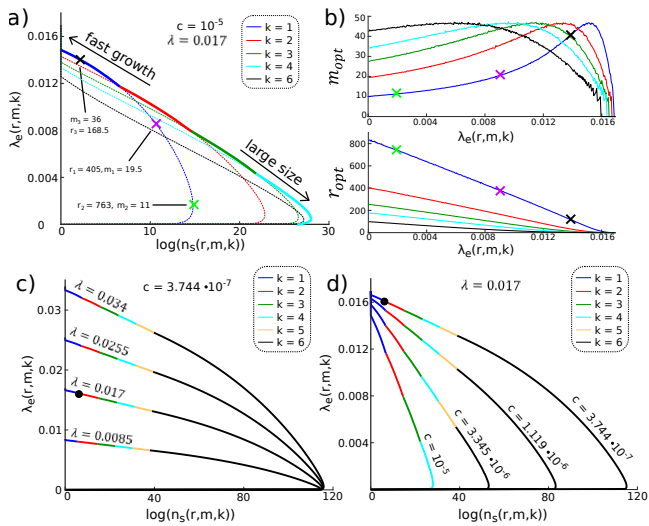 a)
c = 10-5
λ = 0.017
k = 1
k = 2
k = 3
k = 4
k = 6
fast growth
large size
m3 = 36
r3 = 168.5
r1 = 405, m1 = 19.5
r2 = 763, m2 = 11
λe(r,m,k)
0.016
0.012
0.008
0.004
0
0
10
20
30
log(ns(r,m,k))
b)
mopt
50
40
30
20
10
0
0
0.004
0.008
0.012
0.016
λe(r,m,k)
ropt
800
600
400
200
0
0
0.004
0.008
0.012
0.016
λe(r,m,k)
c)
c = 3.744 •10-7
k = 1
k = 2
k = 3
k = 4
k = 5
k = 6
λ = 0.034
λ = 0.0255
λ = 0.017
λ = 0.0085
λe(r,m,k)
0.03
0.02
0.01
0
0
40
80
120
log(ns(r,m,k))
d)
λ = 0.017
k = 1
k = 2
k = 3
k = 4
k = 5
k = 6
c = 10-5
c = 3.345 •10-6
c = 1.119 •10-6
c = 3.744 •10-7
λe(r,m,k)
0.016
0.012
0.008
0.004
0
40
80
120
log(ns(r,m,k))